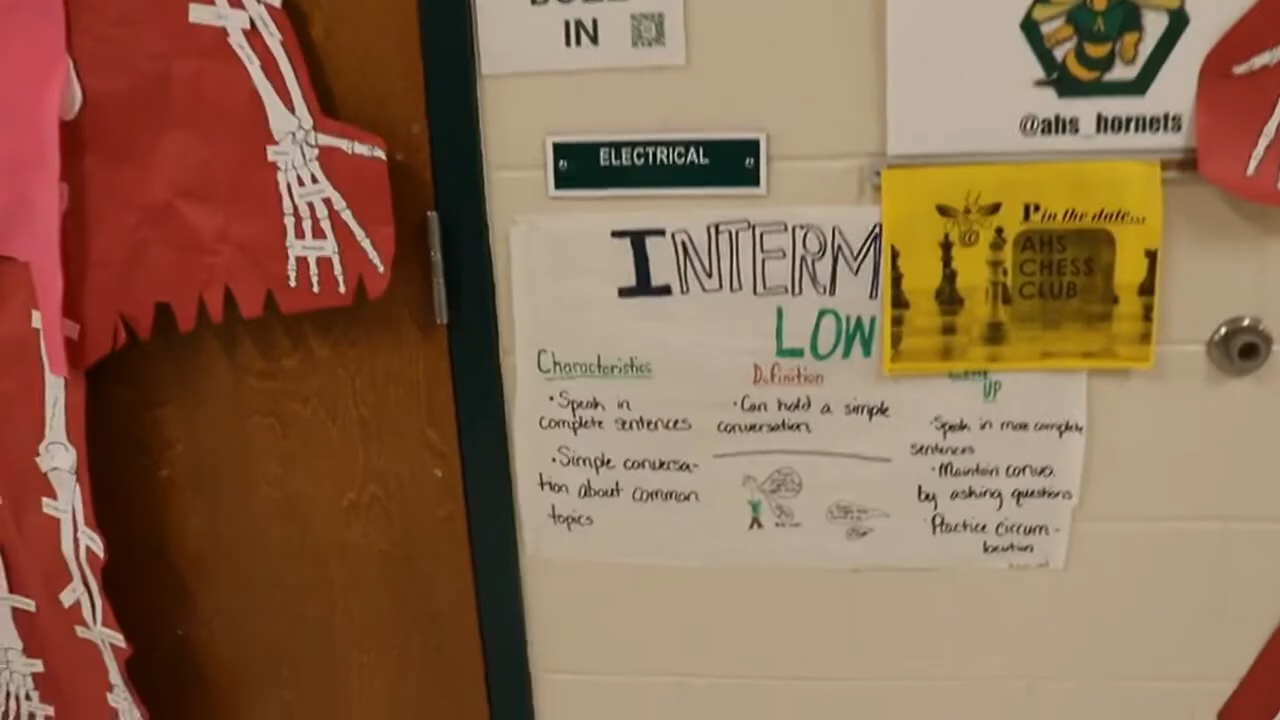 IN
A
@ahs_hornets
ELECTRICAL
Pin the date...
AHS
CHESS
CLUB
INTERM
LOW
Characteristics
• Speak in
complete sentences
• Simple conversa-
tion about common
topics
Definition
• Can hold a simple
conversation
UP
• Speak in more complete
sentences
• Maintain convo.
by asking questions
• Practice circum-
locution